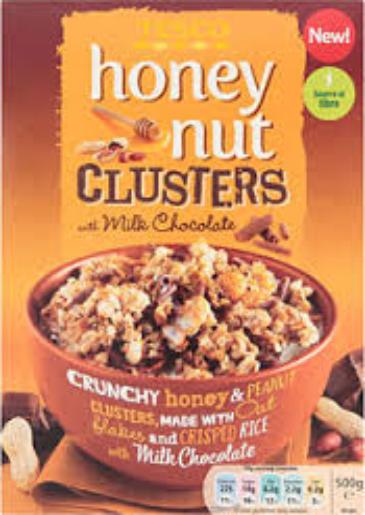 TESCO
New!
honey
nut
CLUSTERS
with Milk Chocolate
Source of
fibre
CRUNCHY honey & PEANUT
CLUSTERS, MADE WITH Oat
flakes and CRISPED RICE
with Milk Chocolate
500g
e